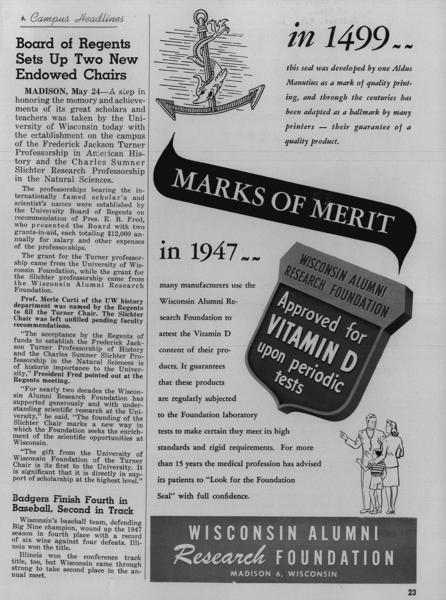 Campus Headlines
Board of Regents
Sets Up Two New
Endowed Chairs
MADISON, May 24—A step in
honoring the memory and achieve-
ments of its great scholars and
teachers was taken by the Uni-
versity of Wisconsin today with
the establishment on the campus
of the Frederick Jackson Turner
Professorship in American His-
tory and the Charles Sumner
Slichter Research Professorship
in the Natural Sciences.
The professorships bearing the in-
ternationally famed scholar's and
scientist's names were established by
the University Board of Regents on
recommendation of Pres. E. B. Fred,
who presented the Board with two
grants-in-aid, each totaling $12,000 an-
nually for salary and other expenses
of the professorships.
The grant for the Turner professor-
ship came from the University of Wis-
consin Foundation, while the grant for
the Slichter professorship came from
the Wisconsin Alumni Research
Foundation.
Prof. Merle Curti of the UW history
department was named by the Regents
to fill the Turner Chair. The Slichter
Chair was left unfilled pending faculty
recommendations.
"The acceptance by the Regents of
funds to establish the Frederick Jack-
son Turner Professorship of History
and the Charles Sumner Slichter Pro-
fessorship in the Natural Sciences is
of historic importance to the Univer-
sity," President Fred pointed out at the
Regents meeting.
"For nearly two decades the Wiscon-
sin Alumni Research Foundation has
supported generously and with under-
standing scientific research at the Uni-
versity," he said. "The founding of the
Slichter Chair marks a new way in
which the Foundation seeks the enrich-
ment of the scientific opportunities at
Wisconsin.
"The gift from the University of
Wisconsin Foundation of the Turner
Chair is its first to the University. It
is significant that it is directly in sup-
port of scholarship at the highest level."
Badgers Finish Fourth in
Baseball, Second in Track
Wisconsin's baseball team, defending
Big Nine champion, wound up the 1947
season in fourth place with a record
of six wins against four defeats. Illi-
nois won the title.
Illinois won the conference track
title, too, but Wisconsin came through
strong to take second place in the an-
nual meet.
in 1499~~
this seal was developed by one Aldus
Manutius as a mark of quality print-
ing, and through the centuries has
been adapted as a hallmark by many
printers — their guarantee of a
quality product.
MARKS OF MERIT
in 1947~~
many manufacturers use the
Wisconsin Alumni Re-
search Foundation to
attest the Vitamin D
content of their pro-
ducts. It guarantees
that these products
are regularly subjected
to the Foundation laboratory
tests to make certain they meet its high
standards and rigid requirements. For more
than 15 years the medical profession has advised
its patients to "Look for the Foundation
Seal" with full confidence.
WISCONSIN ALUMNI
RESEARCH FOUNDATION
Approved for
VITAMIN D
upon periodic
Tests
WISCONSIN ALUMNI
Research FOUNDATION
MADISON 6, WISCONSIN
23